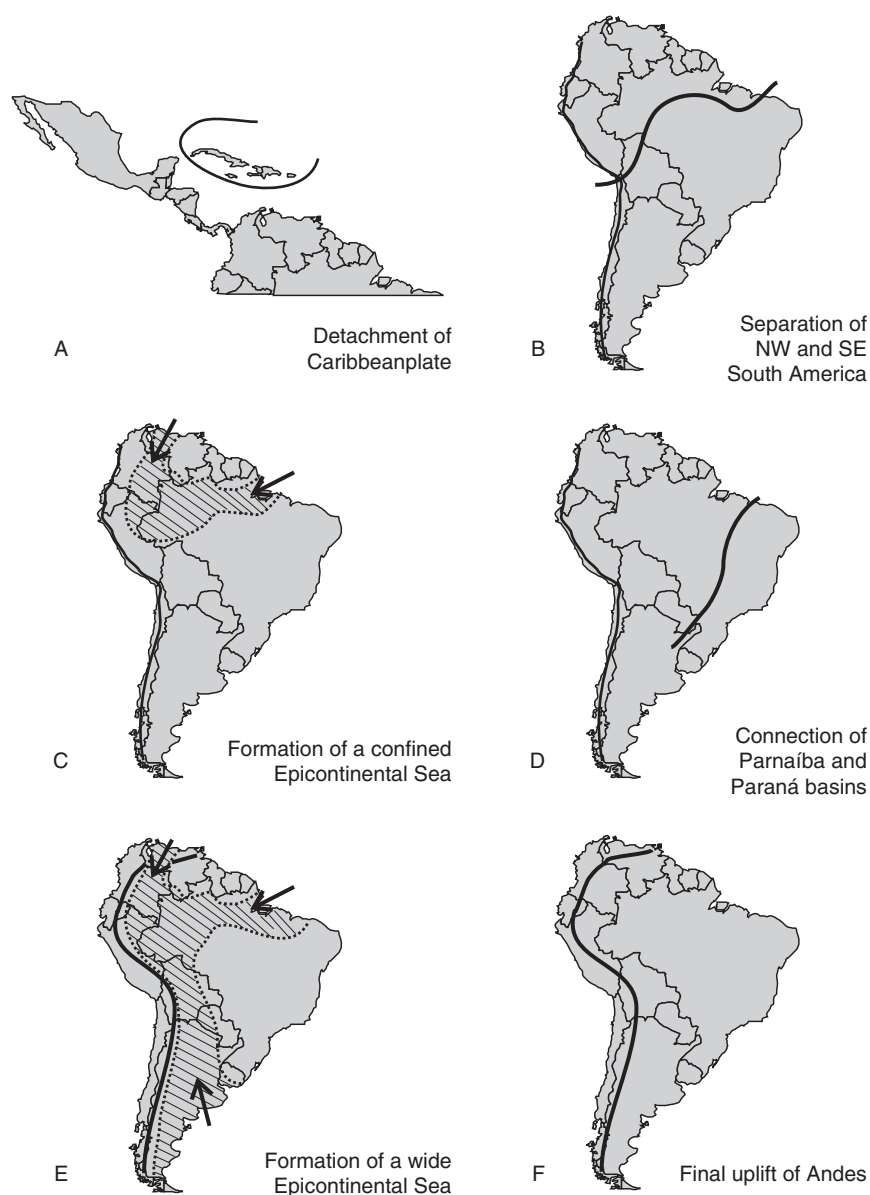 A
Detachment of
Caribbeanplate
B
Separation of
NW and SE
South America
C
Formation of a confined
Epicontinental Sea
D
Connection of
Parnaíba and
Paraná basins
E
Formation of a wide
Epicontinental Sea
F
Final uplift of Andes